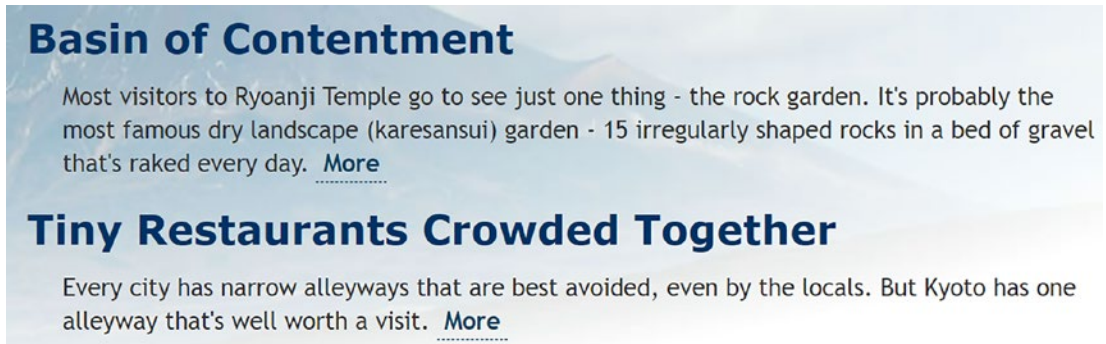 Basin of Contentment
Most visitors to Ryoanji Temple go to see just one thing - the rock garden. It's probably the
most famous dry landscape (karesansui) garden - 15 irregularly shaped rocks in a bed of gravel
that's raked every day. More
Tiny Restaurants Crowded Together
Every city has narrow alleyways that are best avoided, even by the locals. But Kyoto has one
alleyway that's well worth a visit. More